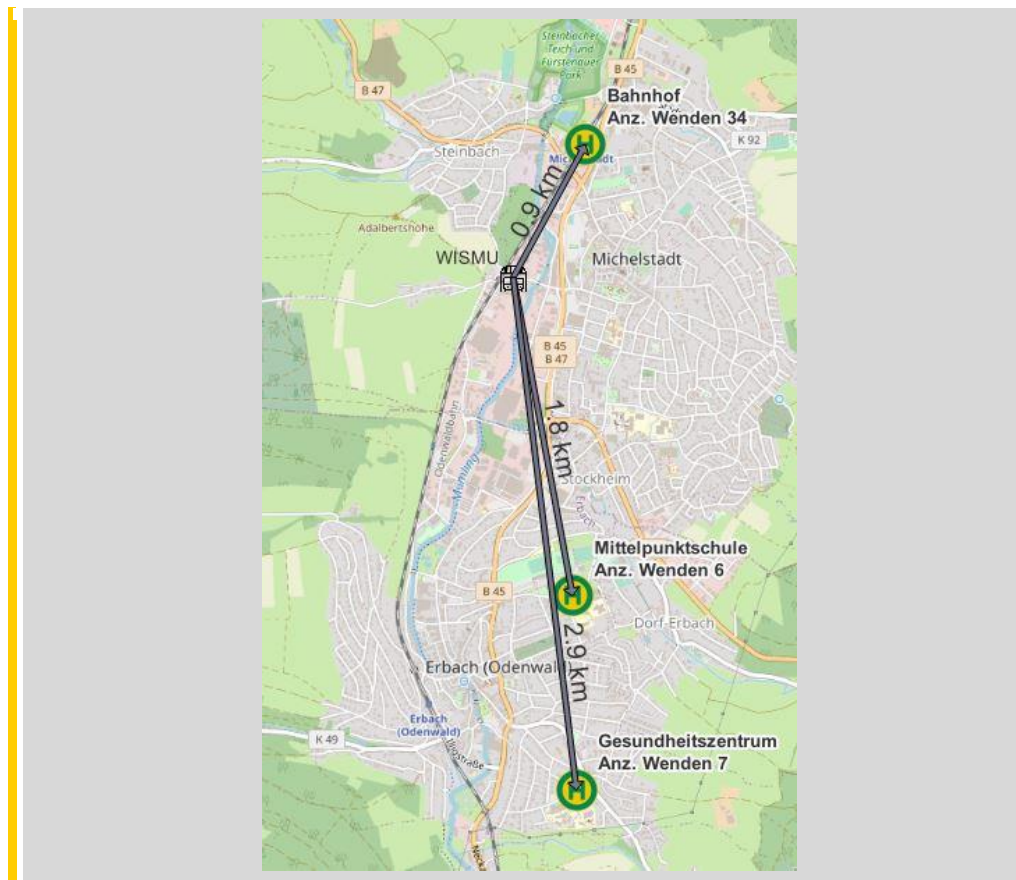 Steinbacher
Teich und
Fürstenauer
Park
B 45
B 47
Bahnhof
Anz. Wenden 34
K 92
Steinbach
0.9 km
Adalbertshöhe
WISMU
Michelstadt
B 45
B 47
1.8 km
Odenwaldbahn
Mümling
Stockheim
Erbach
Mittelpunktschule
Anz. Wenden 6
B 45
Dorf-Erbach
2.9 km
Erbach (Odenwald)
Erbach
(Odenwald)
K 49
Gesundheitszentrum
Anz. Wenden 7